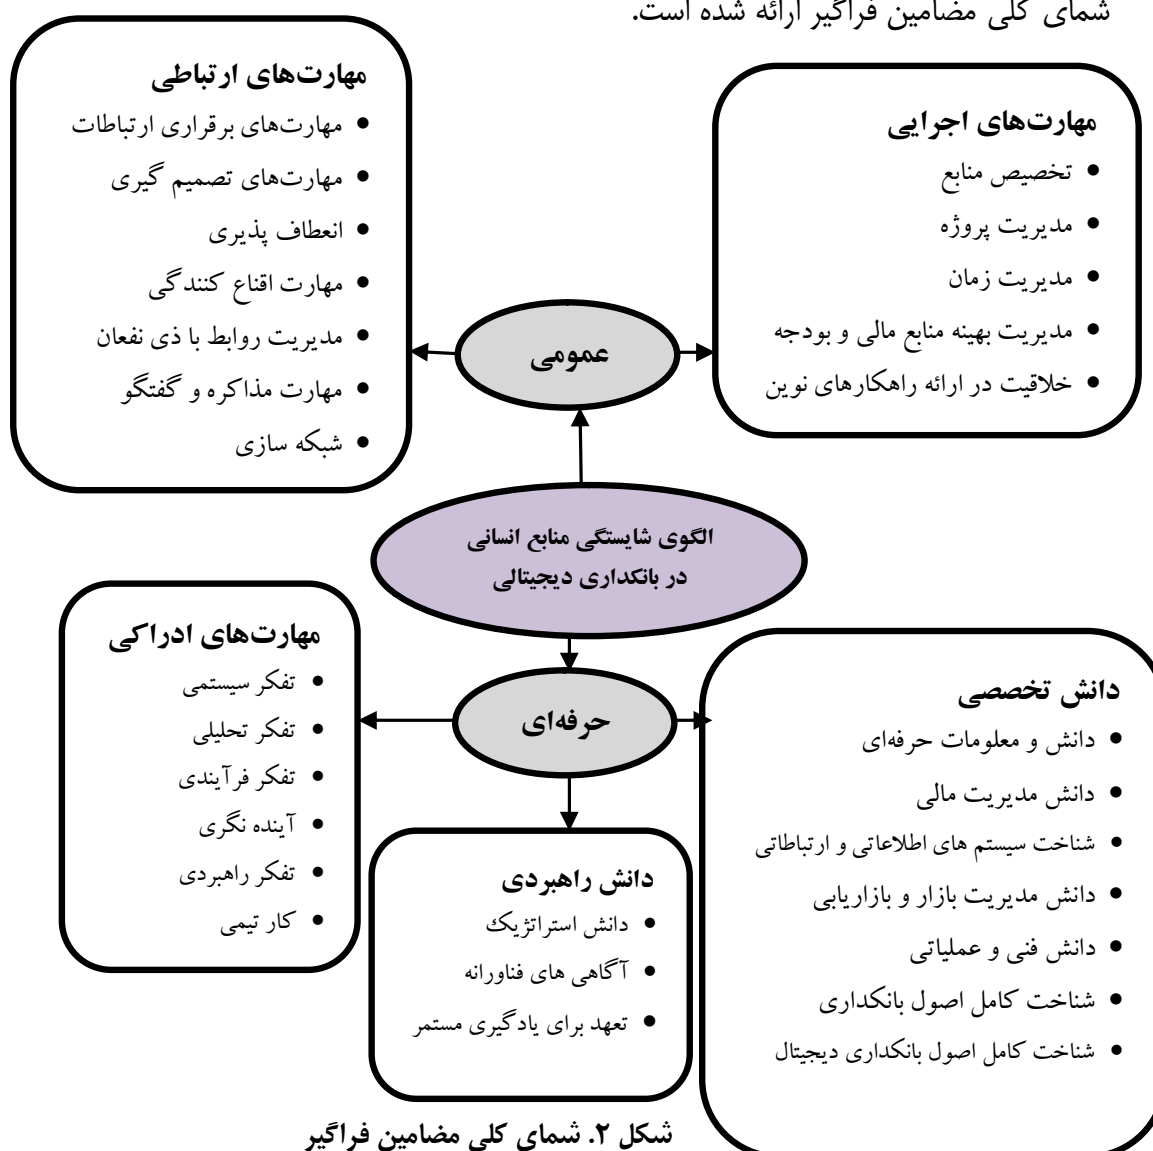 شمای کلی مضامین فراگیر ارائه شده است.
مهارت‌های اجرایی
• تخصیص منابع
• مدیریت پروژه
• مدیریت زمان
• مدیریت بهینه منابع مالی و بودجه
• خلاقیت در ارائه راهکارهای نوین
مهارت‌های ارتباطی
• مهارت‌های برقراری ارتباطات
• مهارت‌های تصمیم گیری
• انعطاف پذیری
• مهارت اقناع کنندگی
• مدیریت روابط با ذی نفعان
• مهارت مذاکره و گفتگو
• شبکه سازی
عمومی
الگوی شایستگی منابع انسانی
در بانکداری دیجیتالی
حرفه‌ای
دانش تخصصی
• دانش و معلومات حرفه‌ای
• دانش مدیریت مالی
• شناخت سیستم های اطلاعاتی و ارتباطاتی
• دانش مدیریت بازار و بازاریابی
• دانش فنی و عملیاتی
• شناخت کامل اصول بانکداری
• شناخت کامل اصول بانکداری دیجیتال
مهارت‌های ادراکی
• تفکر سیستمی
• تفکر تحلیلی
• تفکر فرآیندی
• آینده نگری
• تفکر راهبردی
• کار تیمی
دانش راهبردی
• دانش استراتژیک
• آگاهی های فناورانه
• تعهد برای یادگیری مستمر
شکل ۲. شمای کلی مضامین فراگیر